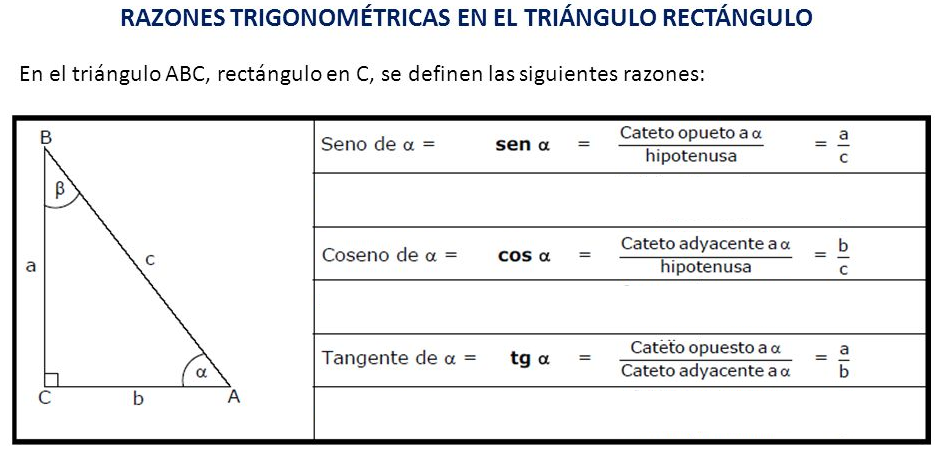 RAZONES TRIGONOMÉTRICAS EN EL TRIÁNGULO RECTÁNGULO
En el triángulo ABC, rectángulo en C, se definen las siguientes razones:
B
β
a
c
α
C
b
A
Seno de α = sen α = Cateto opueto a α / hipotenusa = a / c
Coseno de α = cos α = Cateto adyacente a α / hipotenusa = b / c
Tangente de α = tg α = Cateto opuesto a α / Cateto adyacente a α = a / b